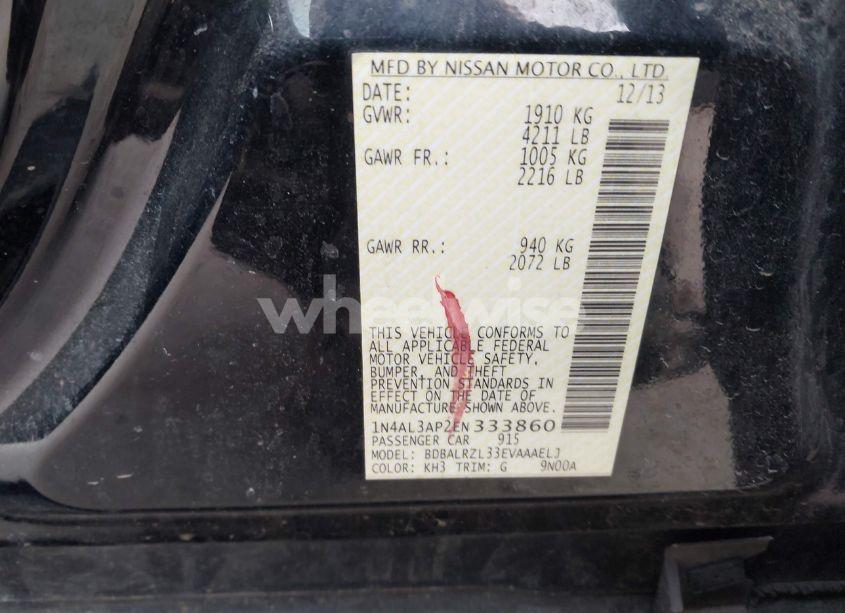 MFD BY NISSAN MOTOR CO., LTD.
DATE: 12/13
GVWR: 1910 KG
4211 LB
GAWR FR.: 1005 KG
2216 LB
GAWR RR.: 940 KG
2072 LB
wheelwise
THIS VEHICLE CONFORMS TO
ALL APPLICABLE FEDERAL
MOTOR VEHICLE SAFETY,
BUMPER, AND THEFT
PREVENTION STANDARDS IN
EFFECT ON THE DATE OF
MANUFACTURE SHOWN ABOVE.
1N4AL3AP2EN333860
PASSENGER CAR 915
MODEL: BDBALRZL33EVAAAELJ
COLOR: KH3 TRIM: G 9N00A